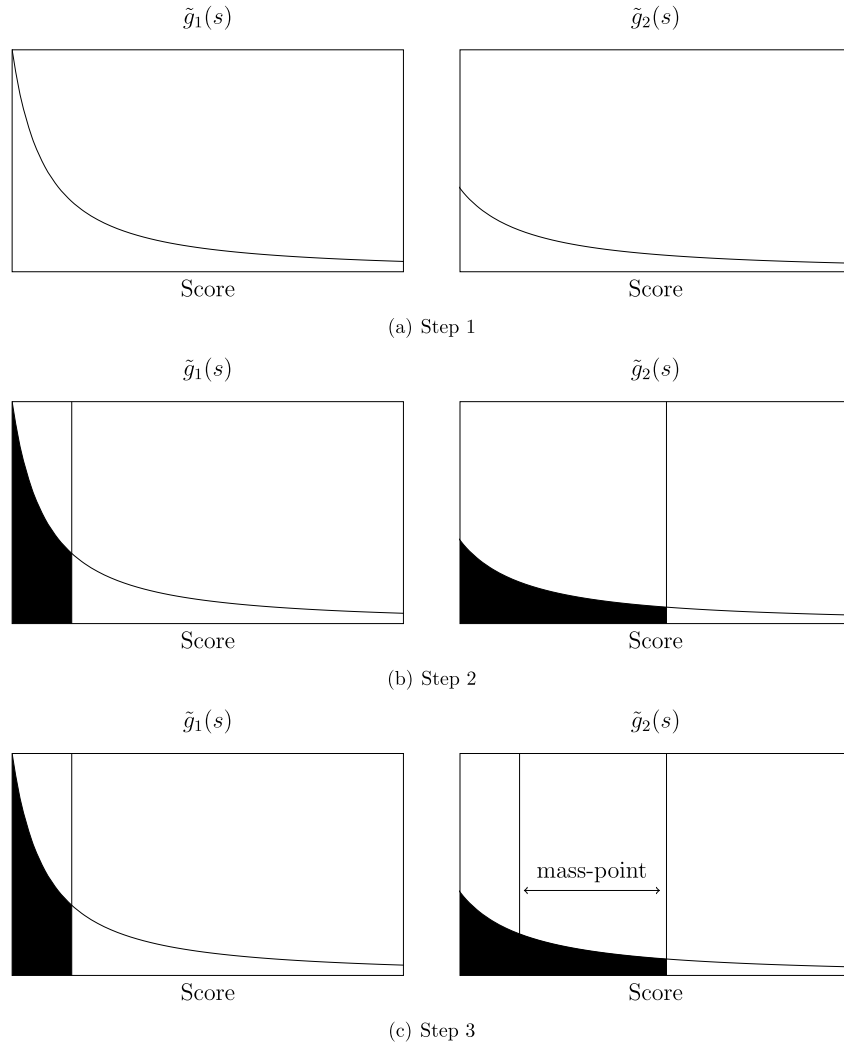 g̃₁(s) g̃₂(s)
Score Score
(a) Step 1
g̃₁(s) g̃₂(s)
Score Score
(b) Step 2
g̃₁(s) g̃₂(s)
mass-point
Score Score
(c) Step 3